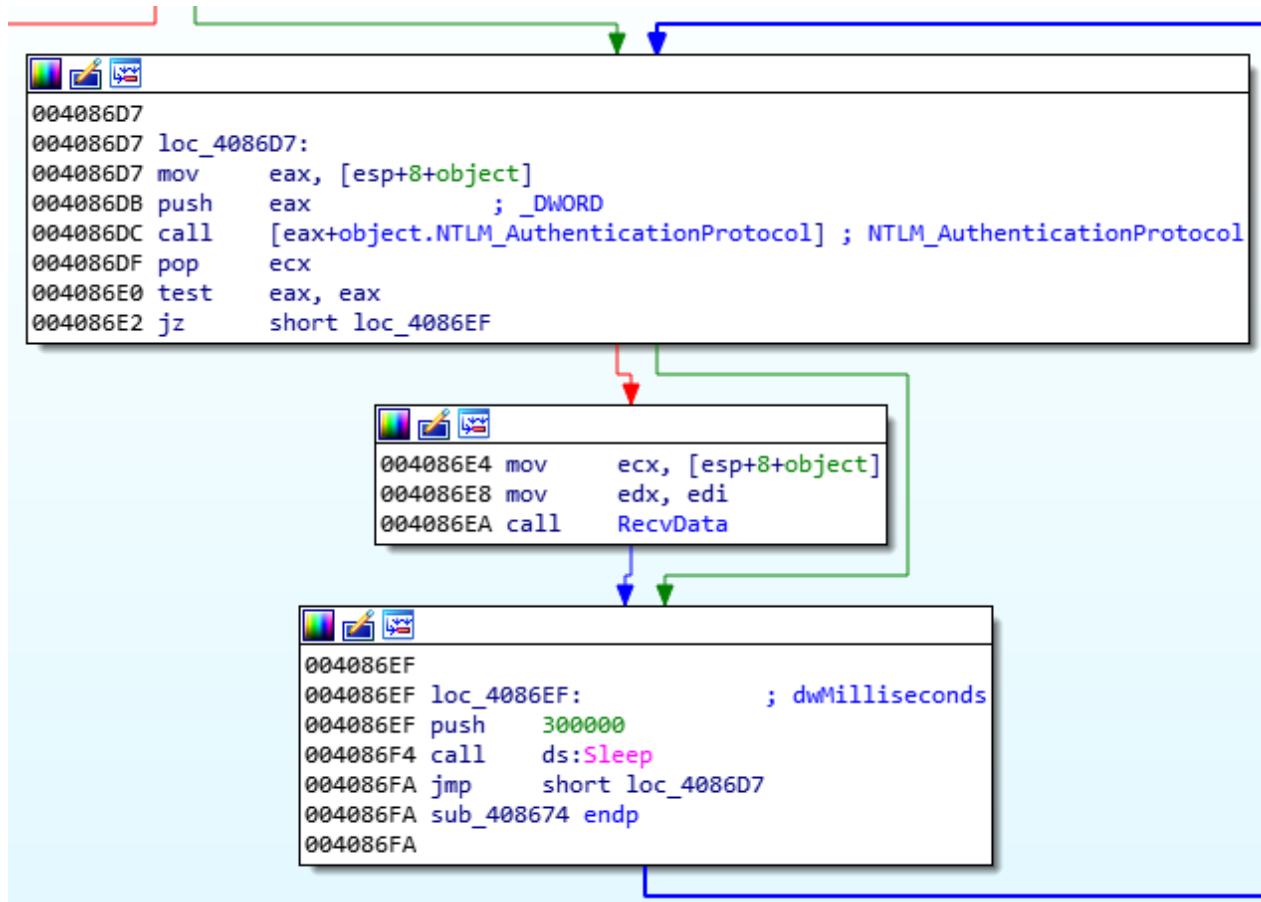 004086D7
004086D7 loc_4086D7:
004086D7 mov eax, [esp+8+object]
004086DB push eax ; _DWORD
004086DC call [eax+object.NTLM_AuthenticationProtocol] ; NTLM_AuthenticationProtocol
004086DF pop ecx
004086E0 test eax, eax
004086E2 jz short loc_4086EF
004086E4 mov ecx, [esp+8+object]
004086E8 mov edx, edi
004086EA call RecvData
004086EF
004086EF loc_4086EF: ; dwMilliseconds
004086EF push 300000
004086F4 call ds:Sleep
004086FA jmp short loc_4086D7
004086FA sub_408674 endp
004086FA